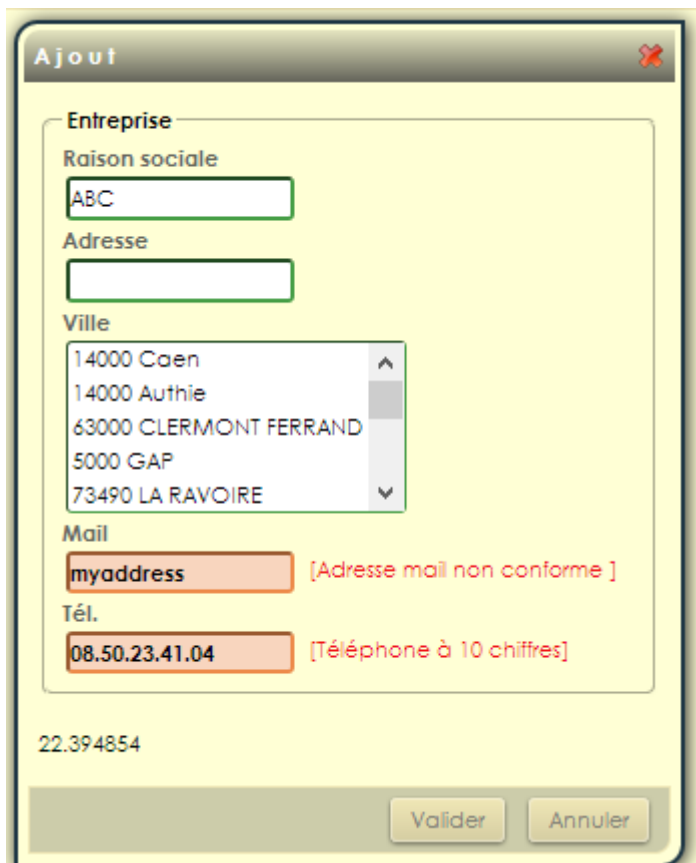 Ajout
Entreprise
Raison sociale
ABC
Adresse
Ville
14000 Caen
14000 Authie
63000 CLERMONT FERRAND
5000 GAP
73490 LA RAVOIRE
Mail
myaddress [Adresse mail non conforme ]
Tél.
08.50.23.41.04 [Téléphone à 10 chiffres]
22.394854
Valider Annuler